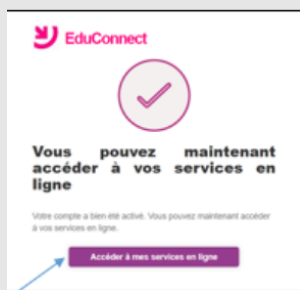 EduConnect
Vous pouvez maintenant
accéder à vos services en
ligne
Votre compte a bien été activé. Vous pouvez maintenant accéder
à vos services en ligne.
Accéder à mes services en ligne